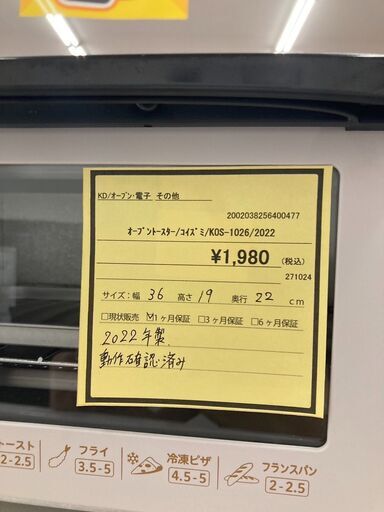 KD/オーブン・電子 その他
2002038256400477
オーブントースター/コイズミ/KOS-1026/2022
¥1,980 (税込)
271024
サイズ:幅 36 高さ 19 奥行 22 cm
□現状販売 ☑1ヶ月保証 □3ヶ月保証 □6ヶ月保証
2022年製
動作確認済み
トースト フライ 冷凍ピザ フランスパン
2-2.5 3.5-5 4.5-5 2-2.5